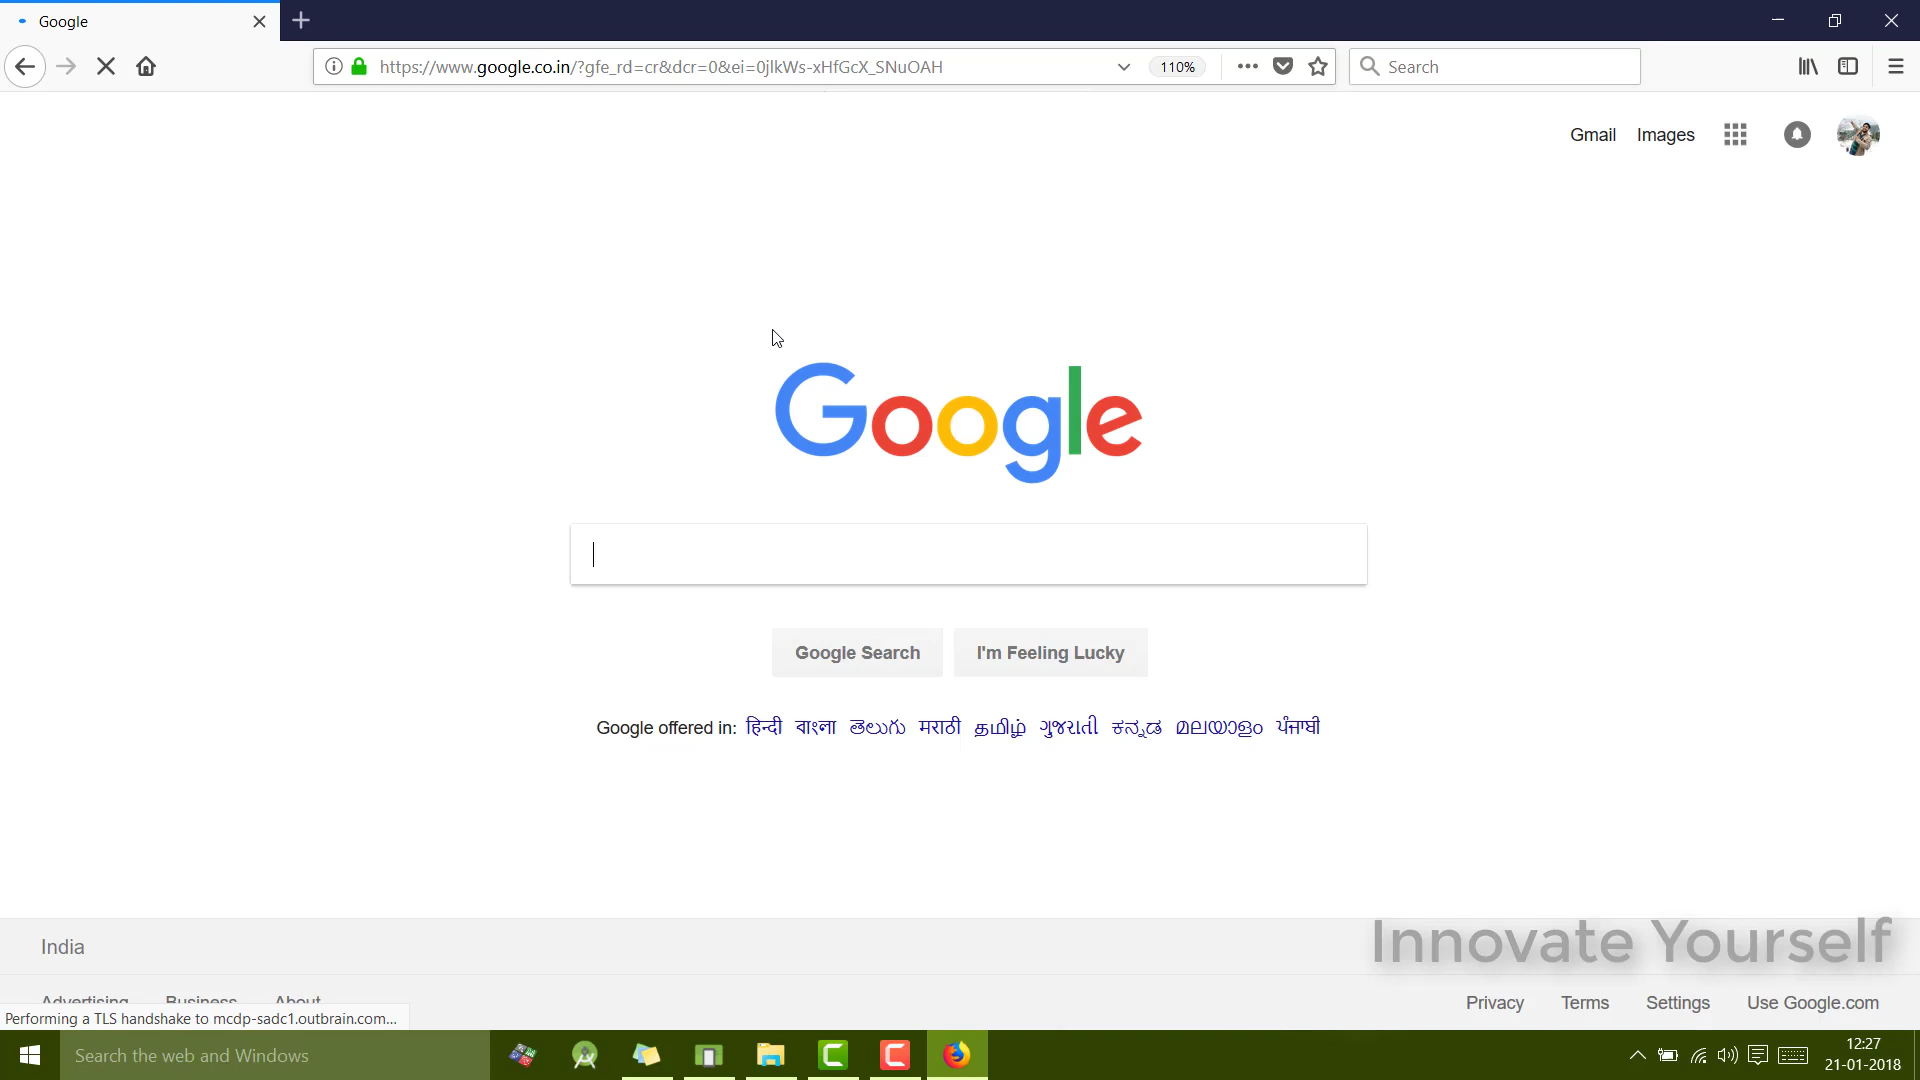 Google
https://www.google.co.in/?gfe_rd=cr&dcr=0&ei=0jlkWs-xHfGcX_SNuOAH
110%
Search
Gmail Images
Google
Google Search I'm Feeling Lucky
Google offered in: हिन्दी বাংলা తెలుగు मराठी தமிழ் ગુજરાતી ಕನ್ನಡ മലയാളം ਪੰਜਾਬੀ
India
Innovate Yourself
Advertising Business About
Privacy Terms Settings Use Google.com
Performing a TLS handshake to mcdp-sadc1.outbrain.com...
Search the web and Windows
12:27
21-01-2018